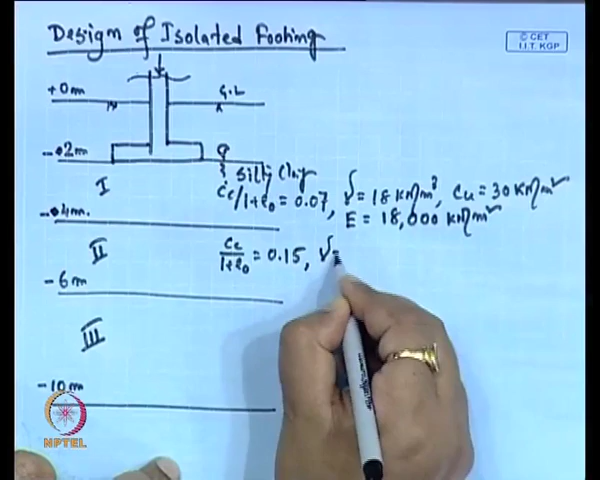 Design of Isolated Footing
© CET
I.I.T. KGP
+0m
G.L
-2m
Silty clay
I
Cc/1+e0 = 0.07, γ = 18 KN/m³, Cu = 30 KN/m²
E = 18,000 KN/m²
-4m.
II
Cc/1+e0 = 0.15, γ=
-6m
III
-10m
NPTEL